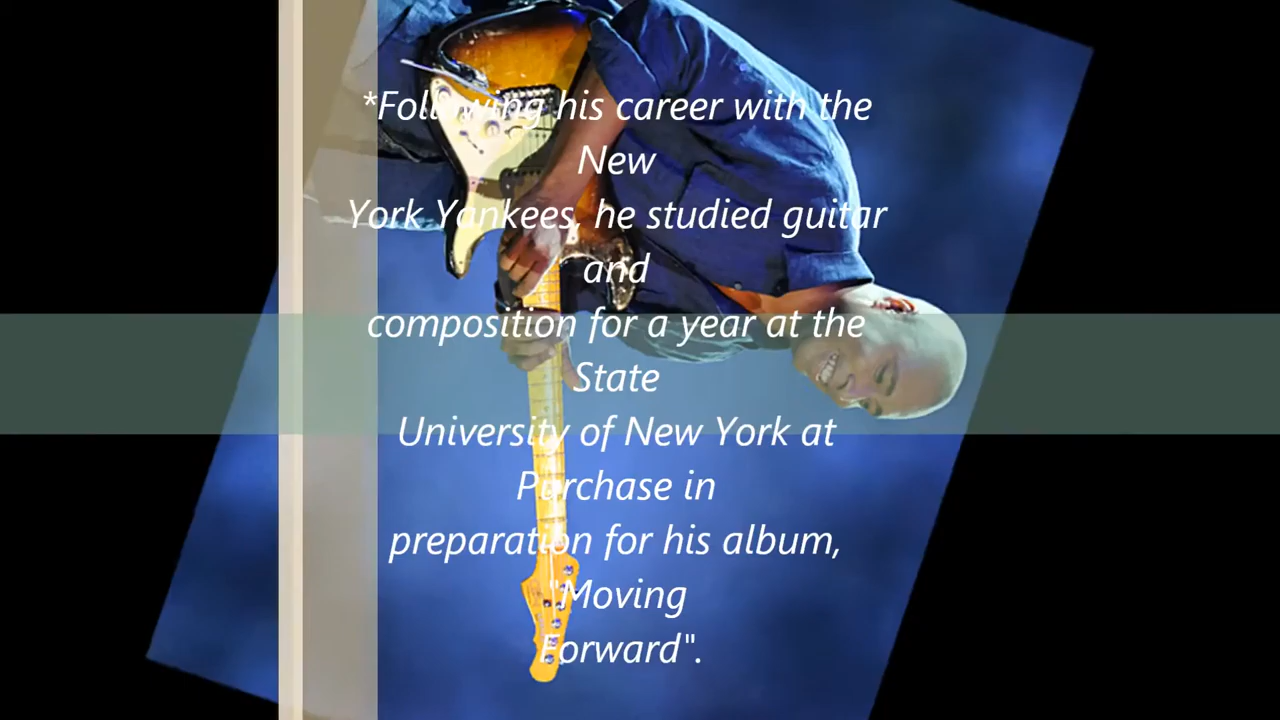 *Following his career with the
New
York Yankees, he studied guitar
and
composition for a year at the
State
University of New York at
Purchase in
preparation for his album,
"Moving
Forward".